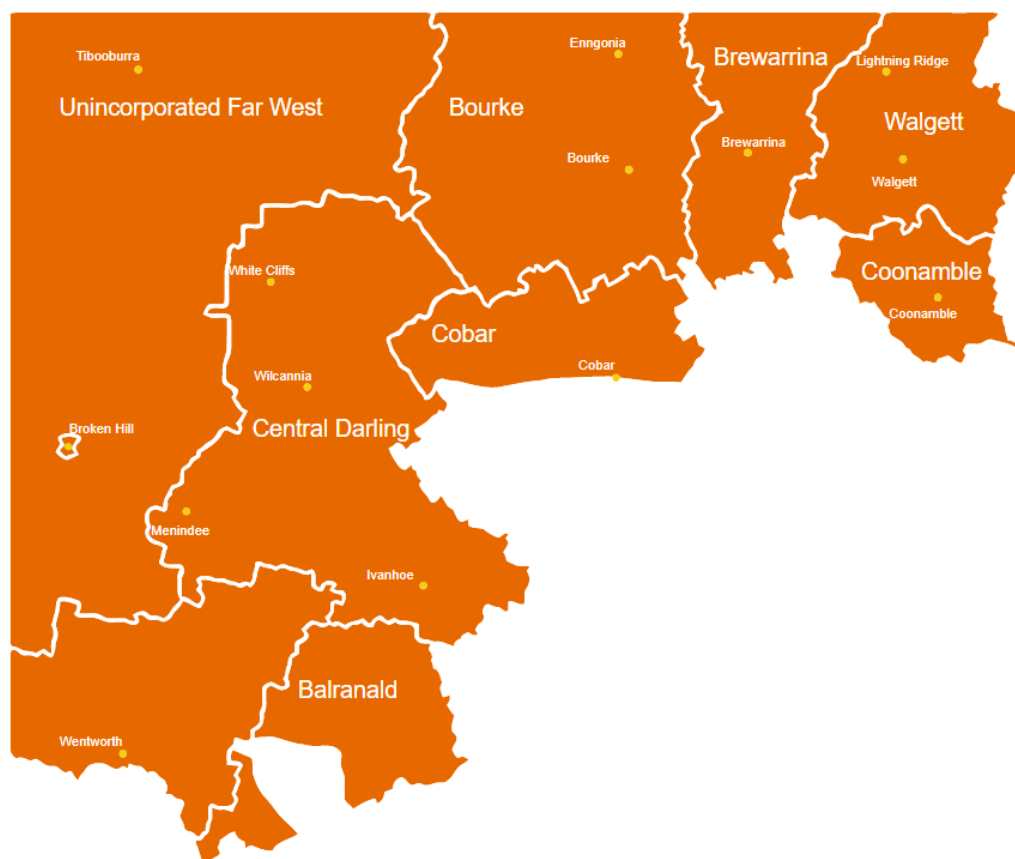 Tibooburra
Enngonia
Brewarrina
Lightning Ridge
Unincorporated Far West
Bourke
Walgett
Brewarrina
Bourke
Walgett
White Cliffs
Coonamble
Coonamble
Cobar
Cobar
Wilcannia
Broken Hill
Central Darling
Menindee
Ivanhoe
Balranald
Wentworth